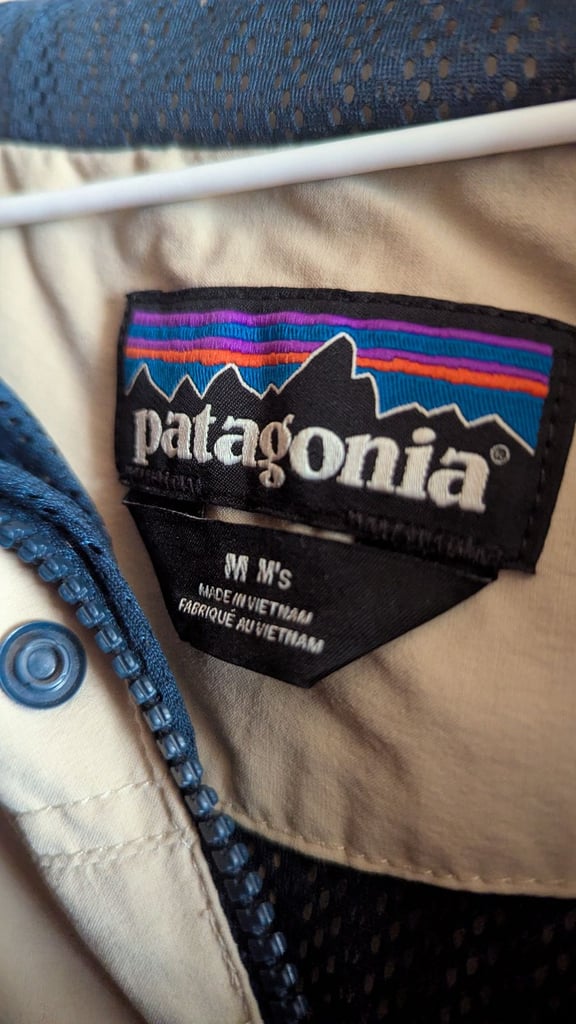 patagonia®
M M's
MADE IN VIETNAM
FABRIQUÉ AU VIETNAM